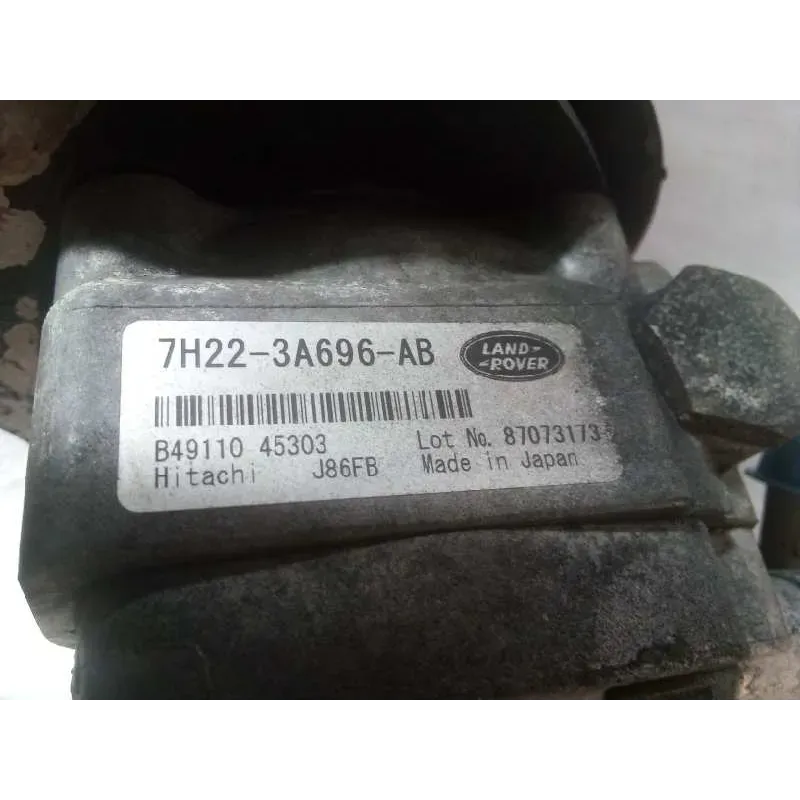 7H22-3A696-AB
LAND-
-ROVER
B49110 45303
Lot No. 87073173
Hitachi J86FB
Made in Japan